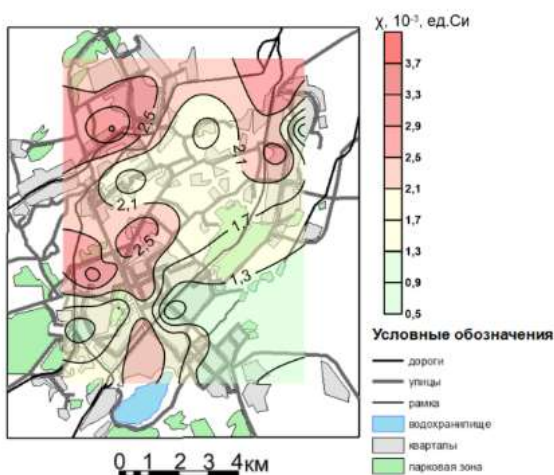 χ, 10⁻³, ед.Си
3,7
3,3
2,9
2,5
2,1
1,7
1,3
0,9
0,5
2,5
2,1
2,1
1,7
2,5
1,3
Условные обозначения
дороги
улицы
рамка
водохранилище
кварталы
парковая зона
0 1 2 3 4 км